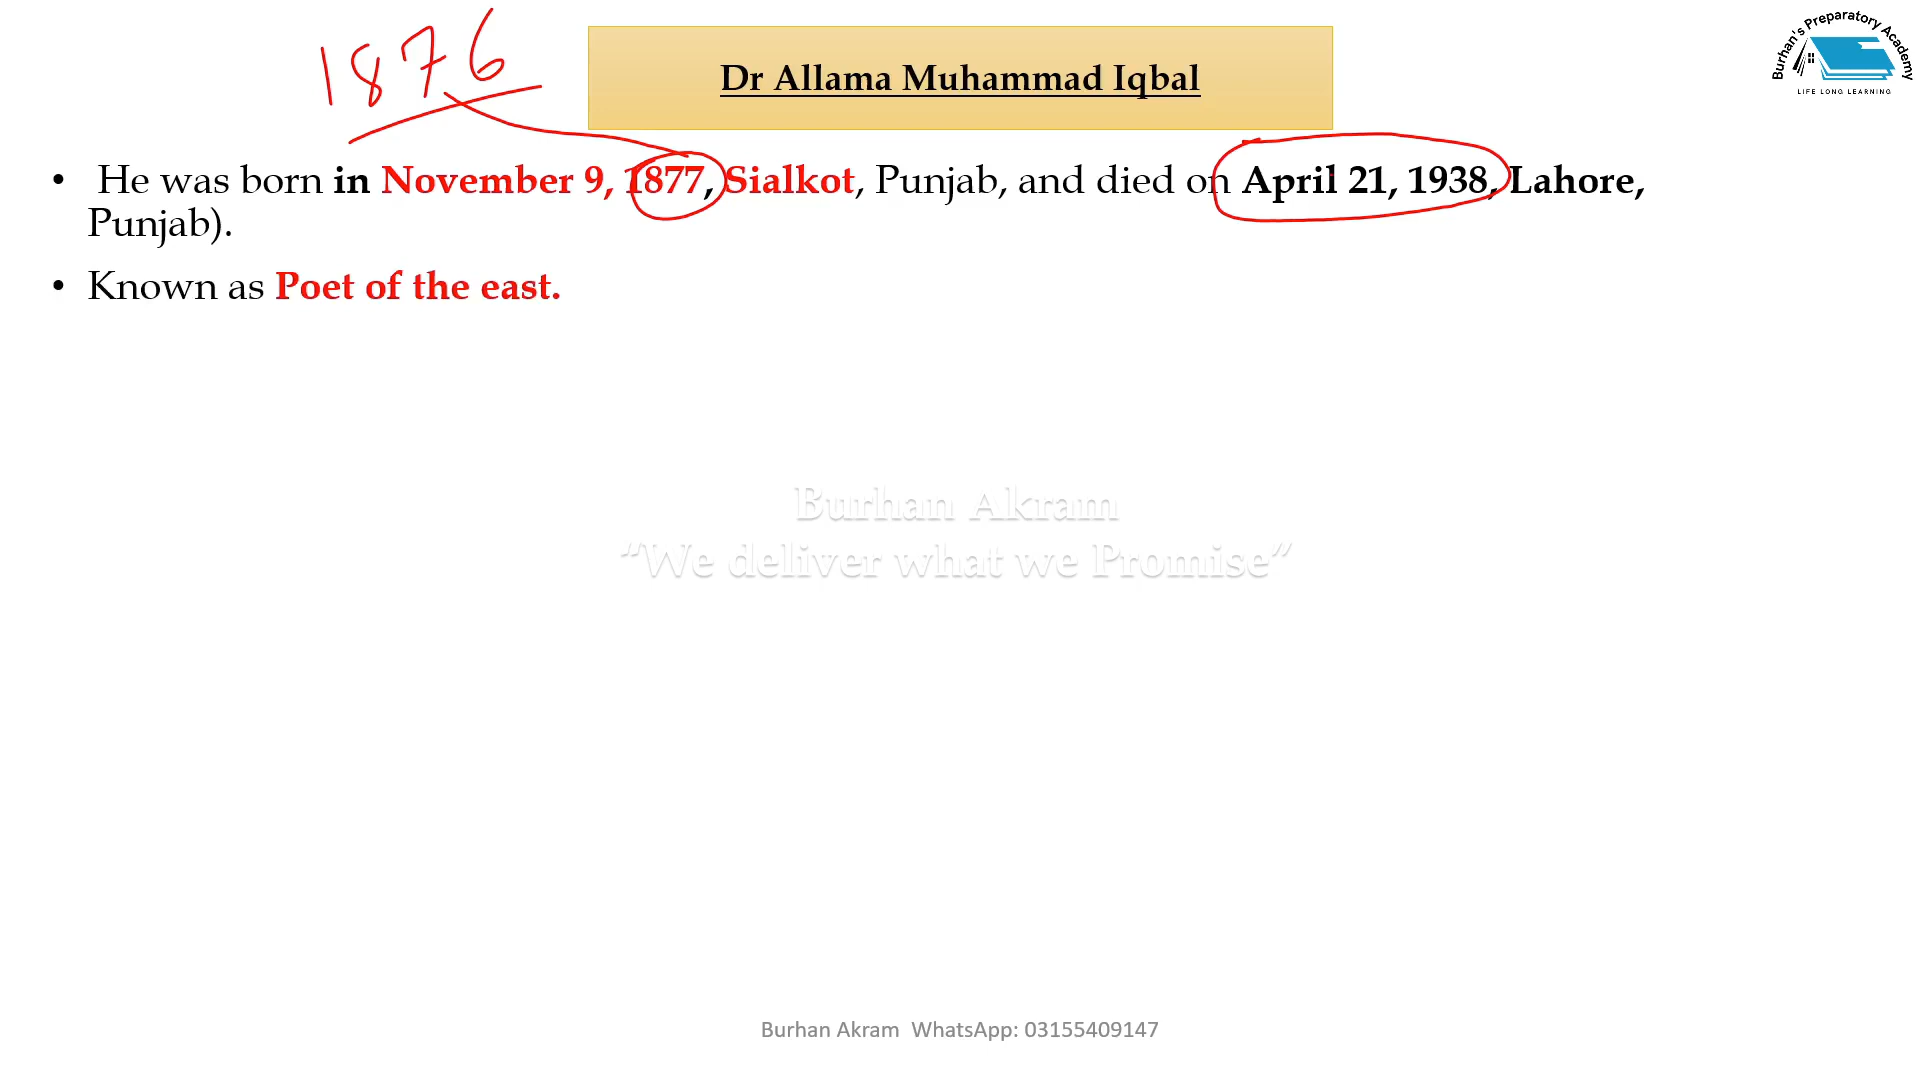 1876
Dr Allama Muhammad Iqbal
Burhan's Preparatory Academy
LIFE LONG LEARNING
• He was born in November 9, 1877, Sialkot, Punjab, and died on April 21, 1938, Lahore,
Punjab).
• Known as Poet of the east.
Burhan Akram
“We deliver what we Promise”
Burhan Akram WhatsApp: 03155409147